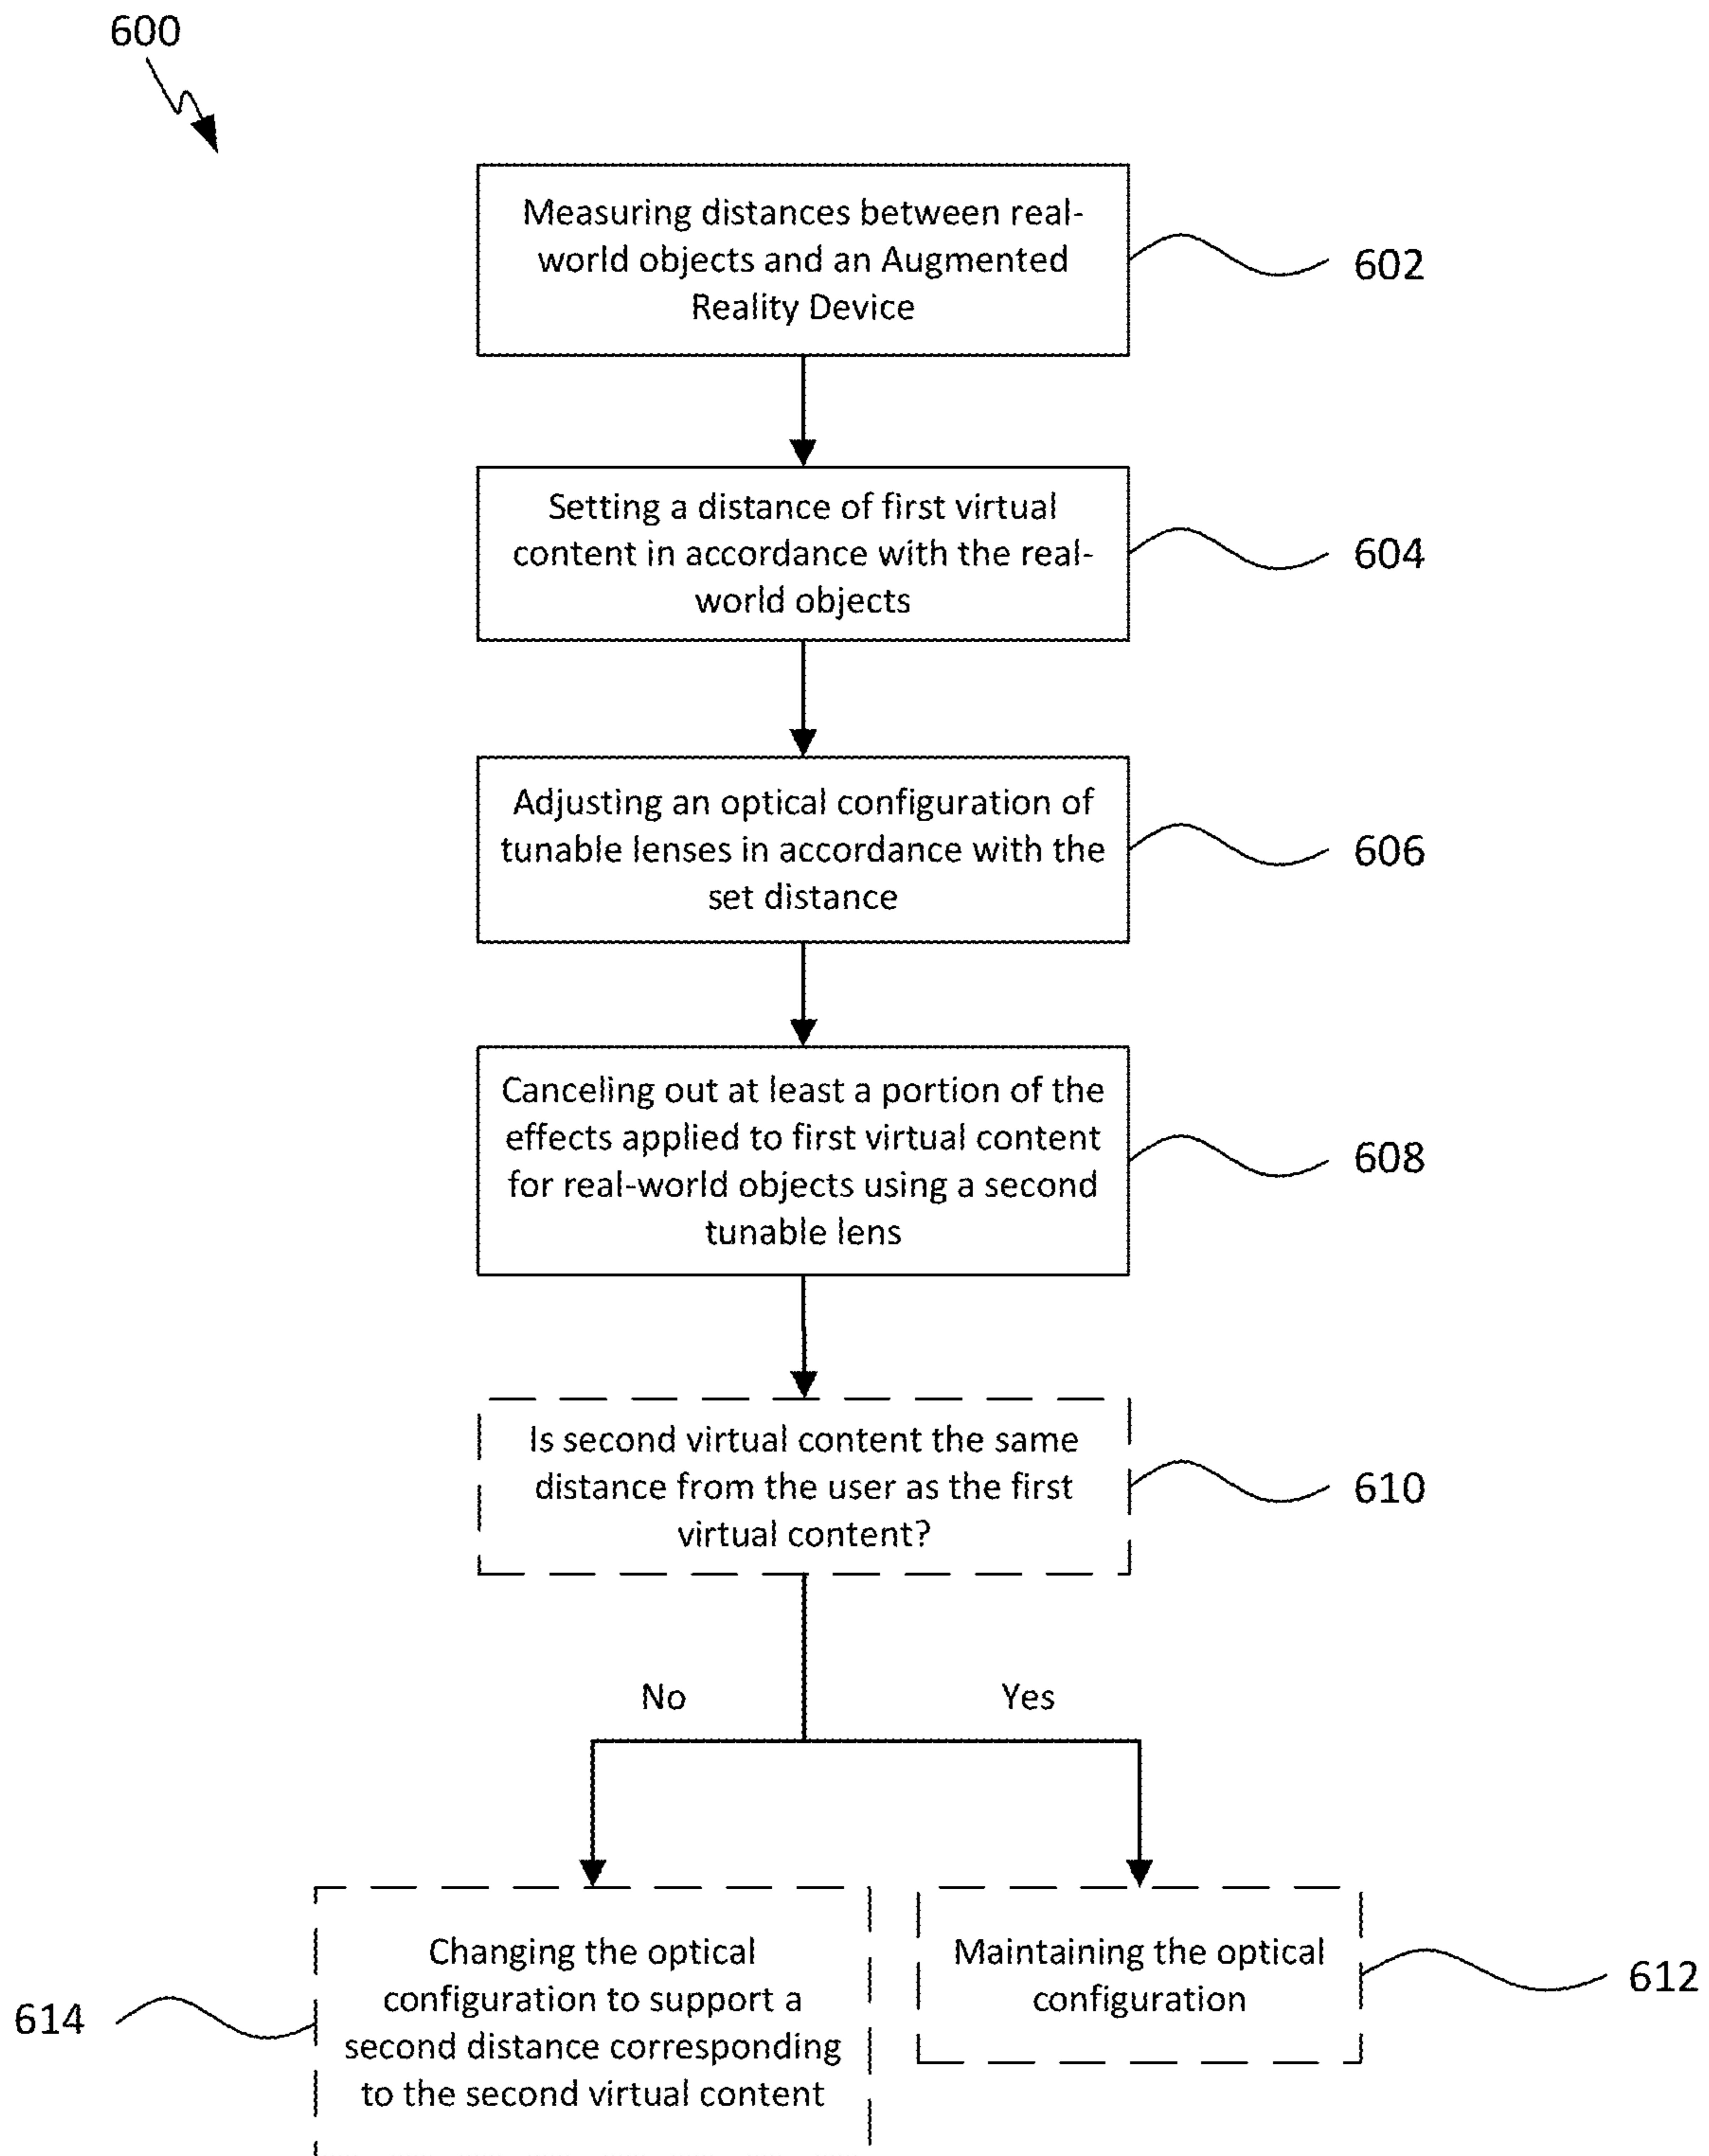 600
Measuring distances between real-
world objects and an Augmented
Reality Device
602
Setting a distance of first virtual
content in accordance with the real-
world objects
604
Adjusting an optical configuration of
tunable lenses in accordance with the
set distance
606
Canceling out at least a portion of the
effects applied to first virtual content
for real-world objects using a second
tunable lens
608
Is second virtual content the same
distance from the user as the first
virtual content?
610
No
Yes
Changing the optical
configuration to support a
second distance corresponding
to the second virtual content
614
Maintaining the optical
configuration
612